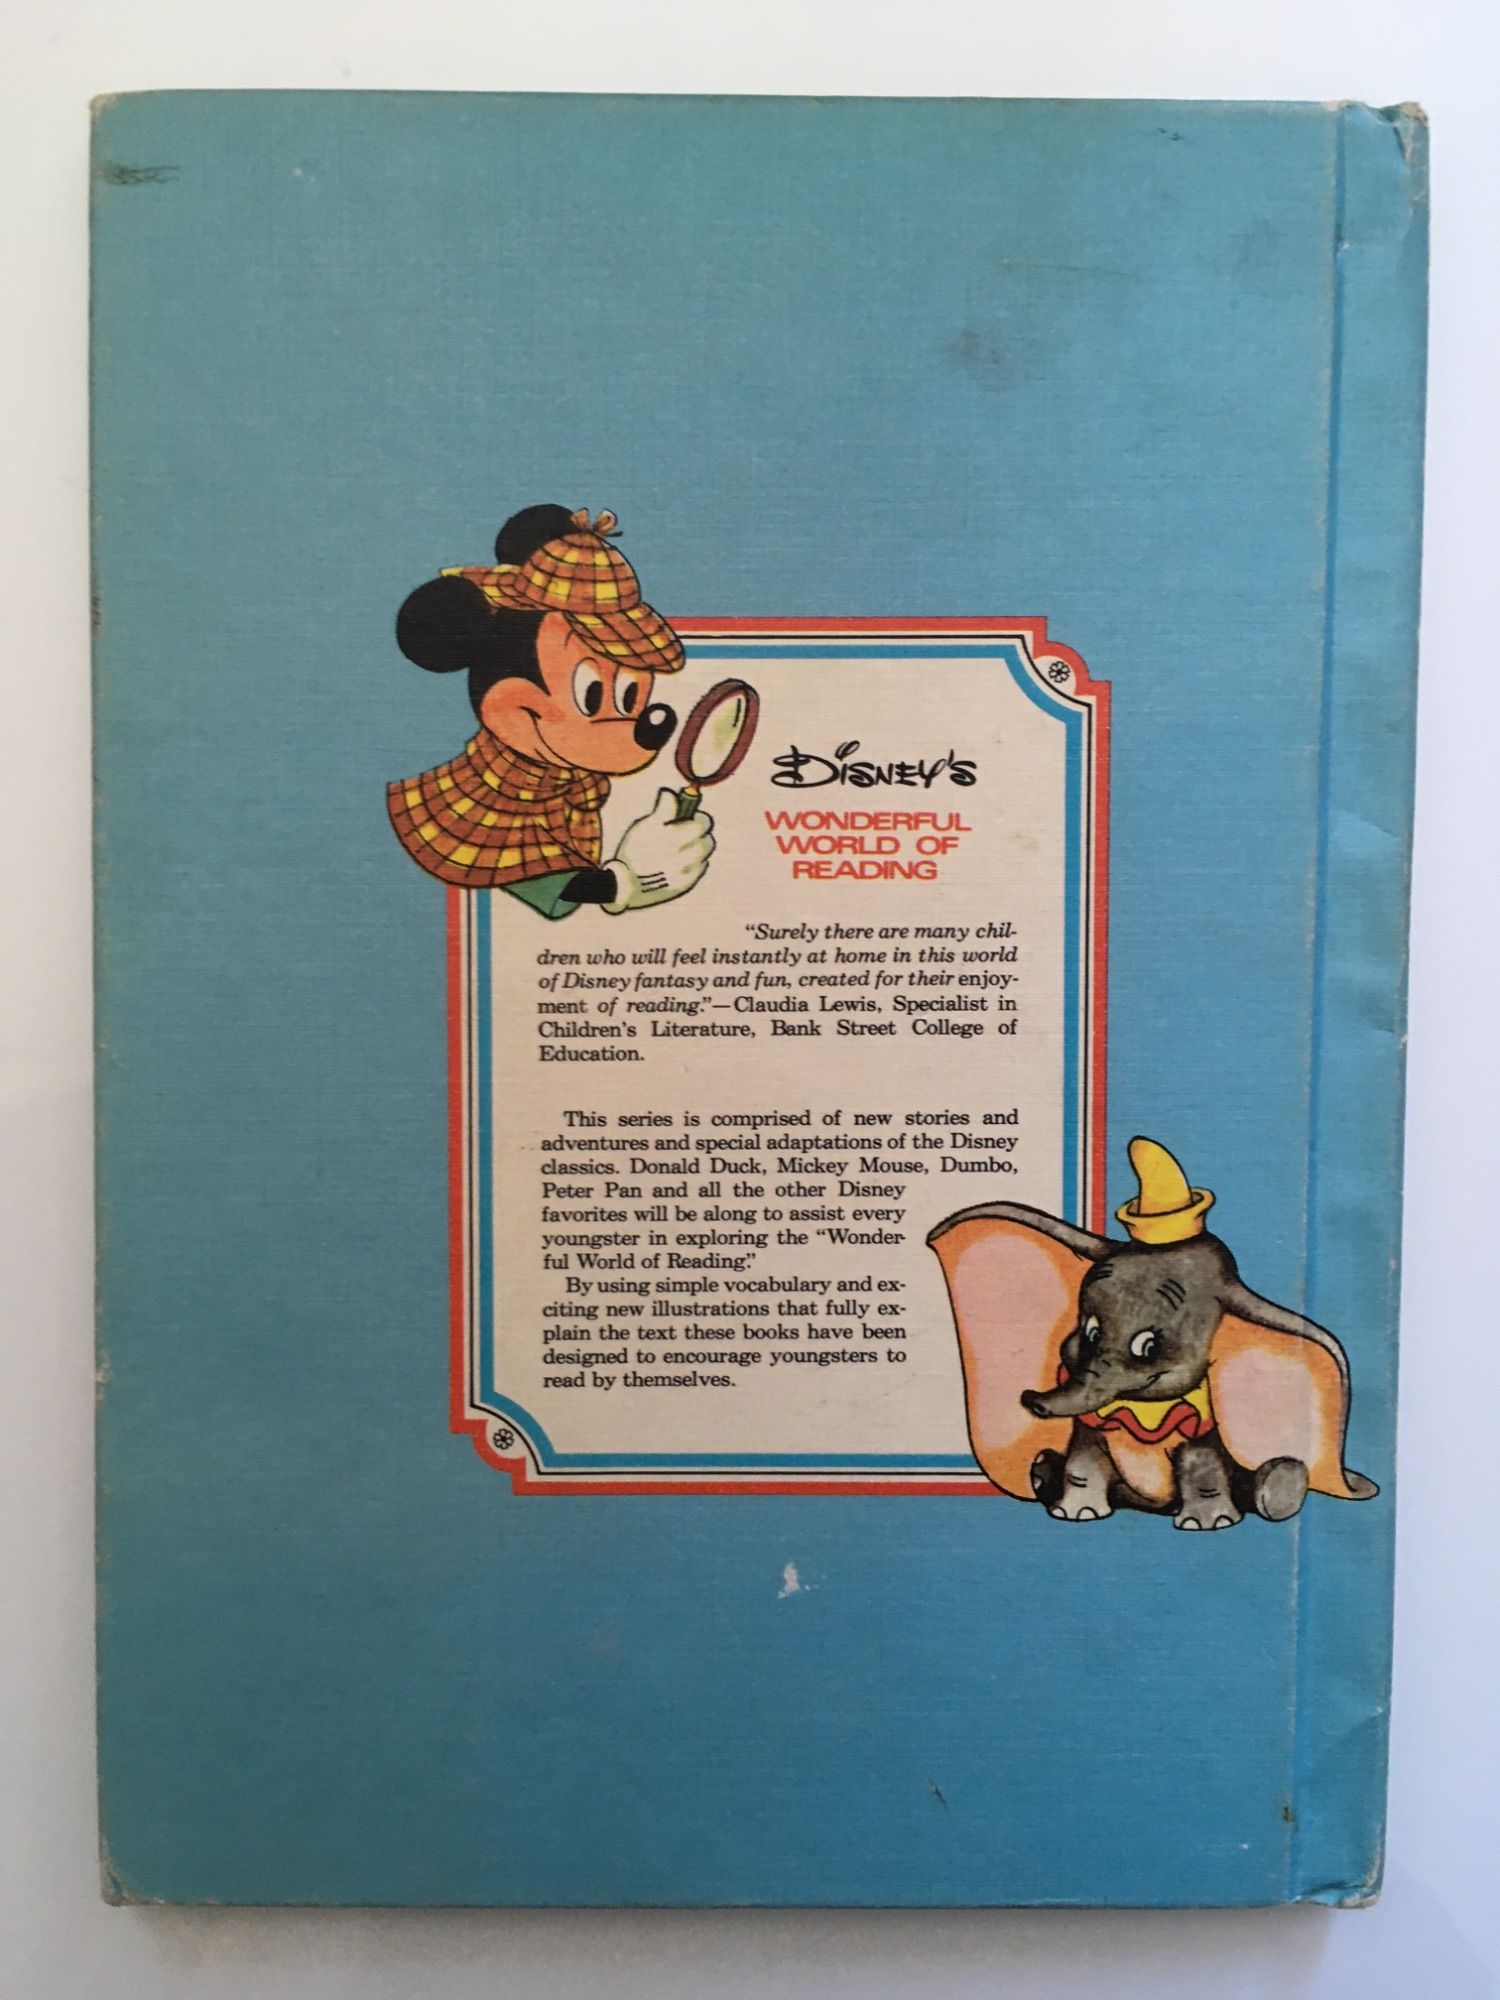 Disney's
WONDERFUL
WORLD OF
READING
“Surely there are many chil-
dren who will feel instantly at home in this world
of Disney fantasy and fun, created for their enjoy-
ment of reading.”—Claudia Lewis, Specialist in
Children's Literature, Bank Street College of
Education.
This series is comprised of new stories and
adventures and special adaptations of the Disney
classics. Donald Duck, Mickey Mouse, Dumbo,
Peter Pan and all the other Disney
favorites will be along to assist every
youngster in exploring the “Wonder-
ful World of Reading.”
By using simple vocabulary and ex-
citing new illustrations that fully ex-
plain the text these books have been
designed to encourage youngsters to
read by themselves.